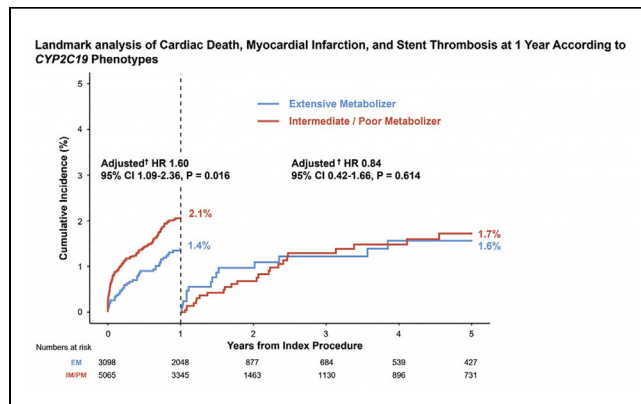 Landmark analysis of Cardiac Death, Myocardial Infarction, and Stent Thrombosis at 1 Year According to
CYP2C19 Phenotypes
Cumulative Incidence (%)
5
4
3
2
1
0
Extensive Metabolizer
Intermediate / Poor Metabolizer
Adjusted† HR 1.60
95% CI 1.09-2.36, P = 0.016
Adjusted† HR 0.84
95% CI 0.42-1.66, P = 0.614
2.1%
1.4%
1.7%
1.6%
0 1 2 3 4 5
Numbers at risk
Years from Index Procedure
EM 3098 2048 877 684 539 427
IM/PM 5065 3345 1463 1130 896 731